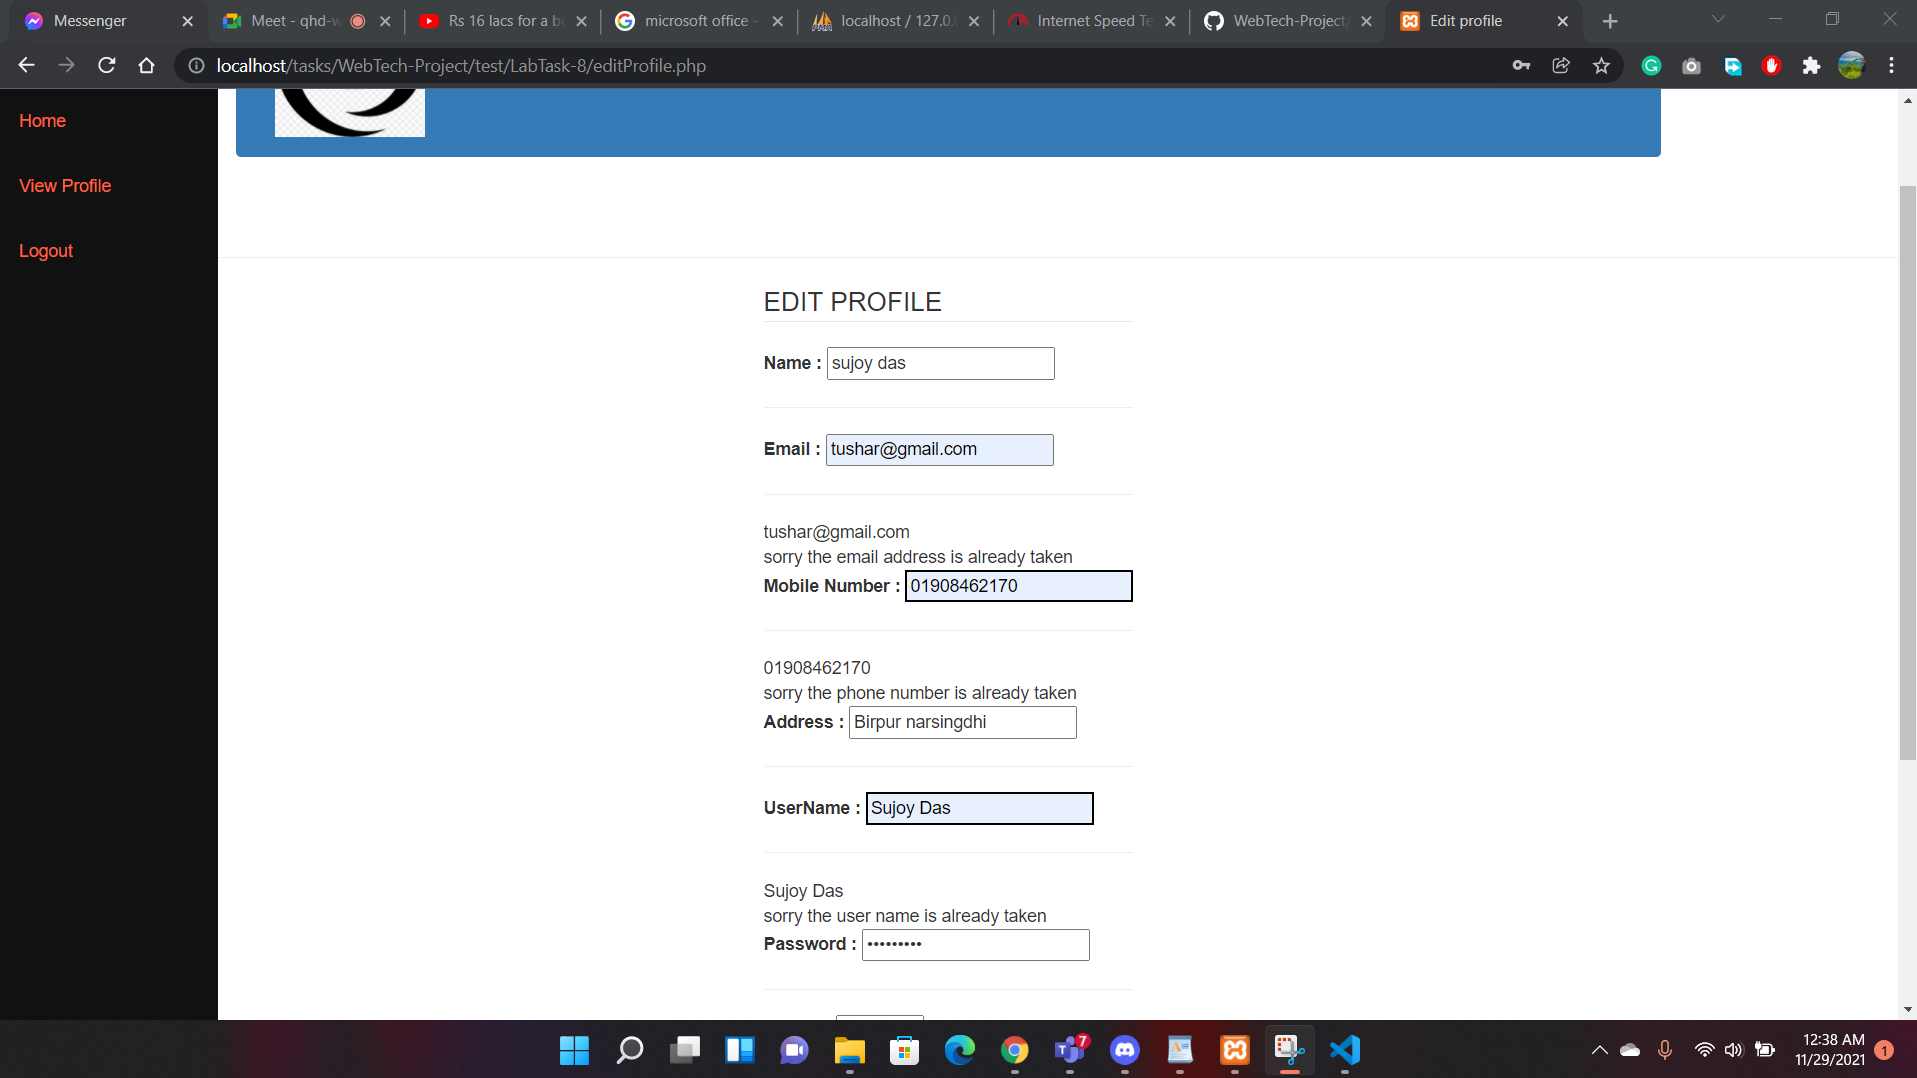 Messenger
Meet - qhd-w
Rs 16 lacs for a b
microsoft office -
localhost / 127.0.
Internet Speed Te
WebTech-Project/
Edit profile
localhost/tasks/WebTech-Project/test/LabTask-8/editProfile.php
Home
View Profile
Logout
EDIT PROFILE
Name : sujoy das
Email : tushar@gmail.com
tushar@gmail.com
sorry the email address is already taken
Mobile Number : 01908462170
01908462170
sorry the phone number is already taken
Address : Birpur narsingdhi
UserName : Sujoy Das
Sujoy Das
sorry the user name is already taken
Password : •••••••••
7
12:38 AM
11/29/2021
1